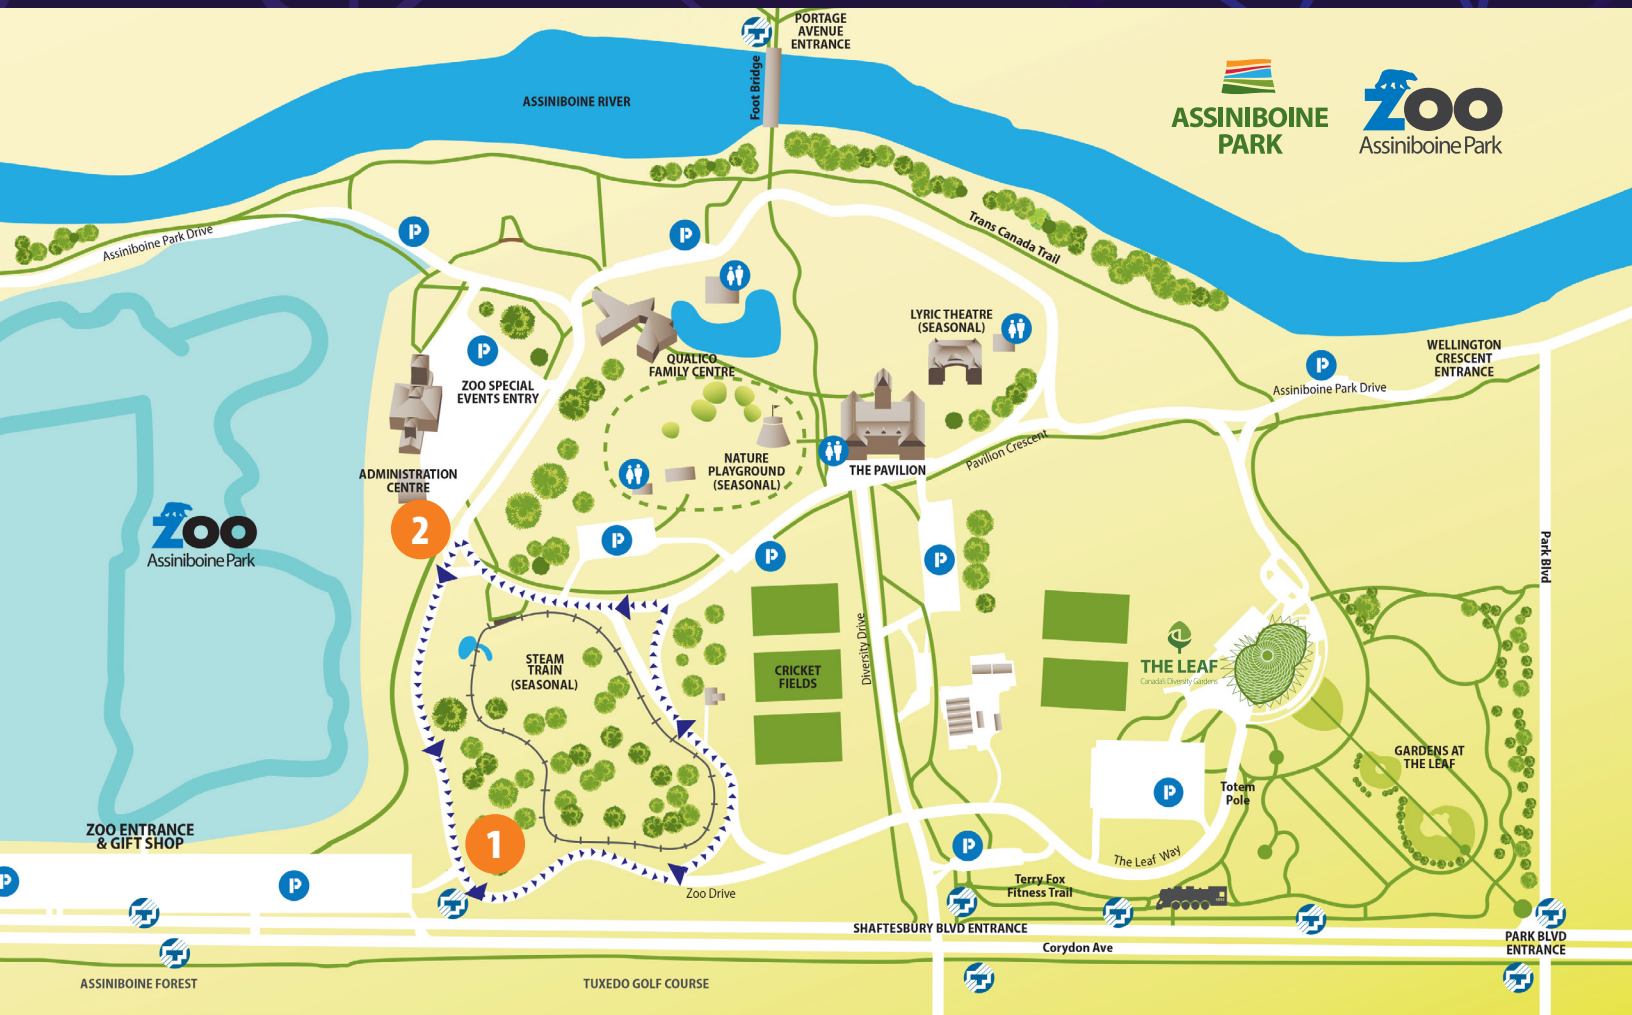 PORTAGE
AVENUE
ENTRANCE
Foot Bridge
ASSINIBOINE RIVER
ASSINIBOINE
PARK
ZOO
Assiniboine Park
Assiniboine Park Drive
P
P
Trans Canada Trail
LYRIC THEATRE
(SEASONAL)
P
ZOO SPECIAL
EVENTS ENTRY
QUALICO
FAMILY CENTRE
WELLINGTON
CRESCENT
ENTRANCE
P
Assiniboine Park Drive
ADMINISTRATION
CENTRE
NATURE
PLAYGROUND
(SEASONAL)
THE PAVILION
Pavilion Crescent
ZOO
Assiniboine Park
2
P
P
P
Park Blvd
Diversity Drive
STEAM
TRAIN
(SEASONAL)
CRICKET
FIELDS
THE LEAF
Canada's Diversity Gardens
GARDENS AT
THE LEAF
P
Totem
Pole
ZOO ENTRANCE
& GIFT SHOP
1
P
P
P
The Leaf Way
Zoo Drive
Terry Fox
Fitness Trail
SHAFTESBURY BLVD ENTRANCE
Corydon Ave
PARK BLVD
ENTRANCE
ASSINIBOINE FOREST
TUXEDO GOLF COURSE